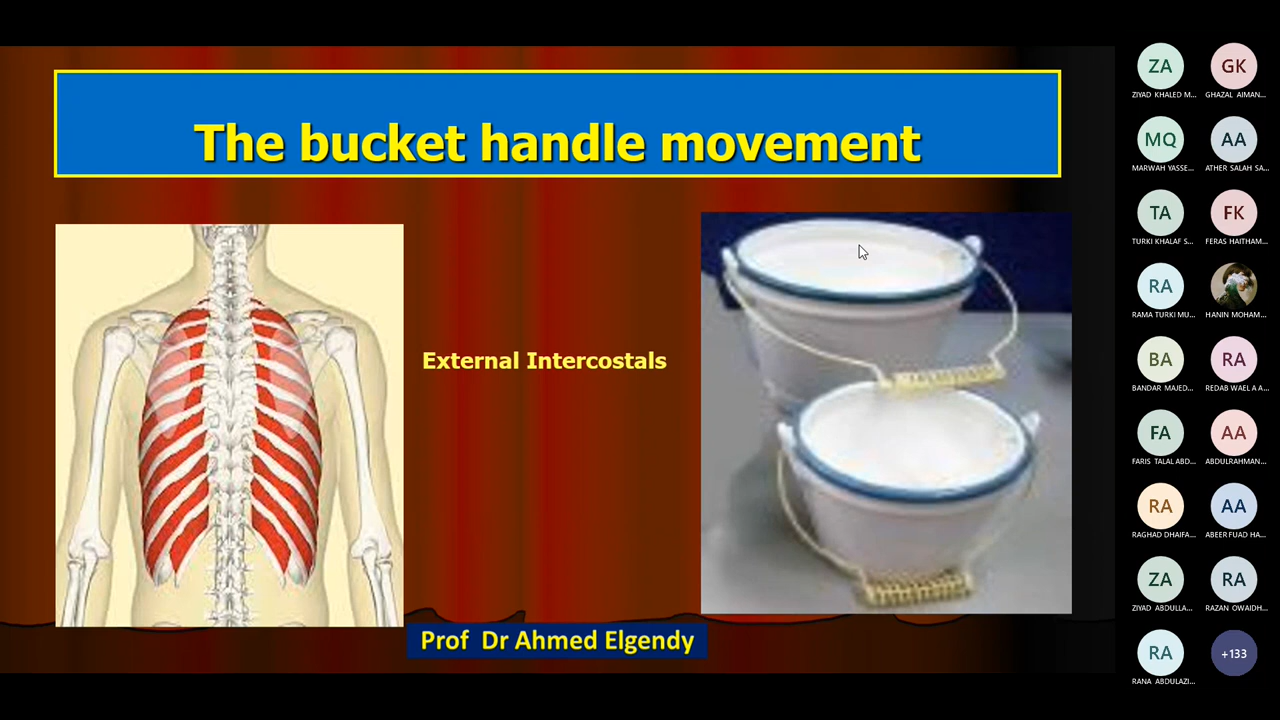 The bucket handle movement
External Intercostals
Prof Dr Ahmed Elgendy
ZA
GK
ZIYAD KHALED M...
GHAZAL AIMAN...
MQ
AA
MARWAH YASSE...
ATHER SALAH SA...
TA
FK
TURKI KHALAF S...
FERAS HAITHAM...
RA
RAMA TURKI MU...
HANIN MOHAM...
BA
RA
BANDAR MAJED...
REDAB WAEL A A...
FA
AA
FARIS TALAL ABD...
ABDULRAHMAN...
RA
AA
RAGHAD DHAIFA...
ABEER FUAD HA...
ZA
RA
ZIYAD ABDULLA...
RAZAN OWAIDH...
RA
+133
RANA ABDULAZI...